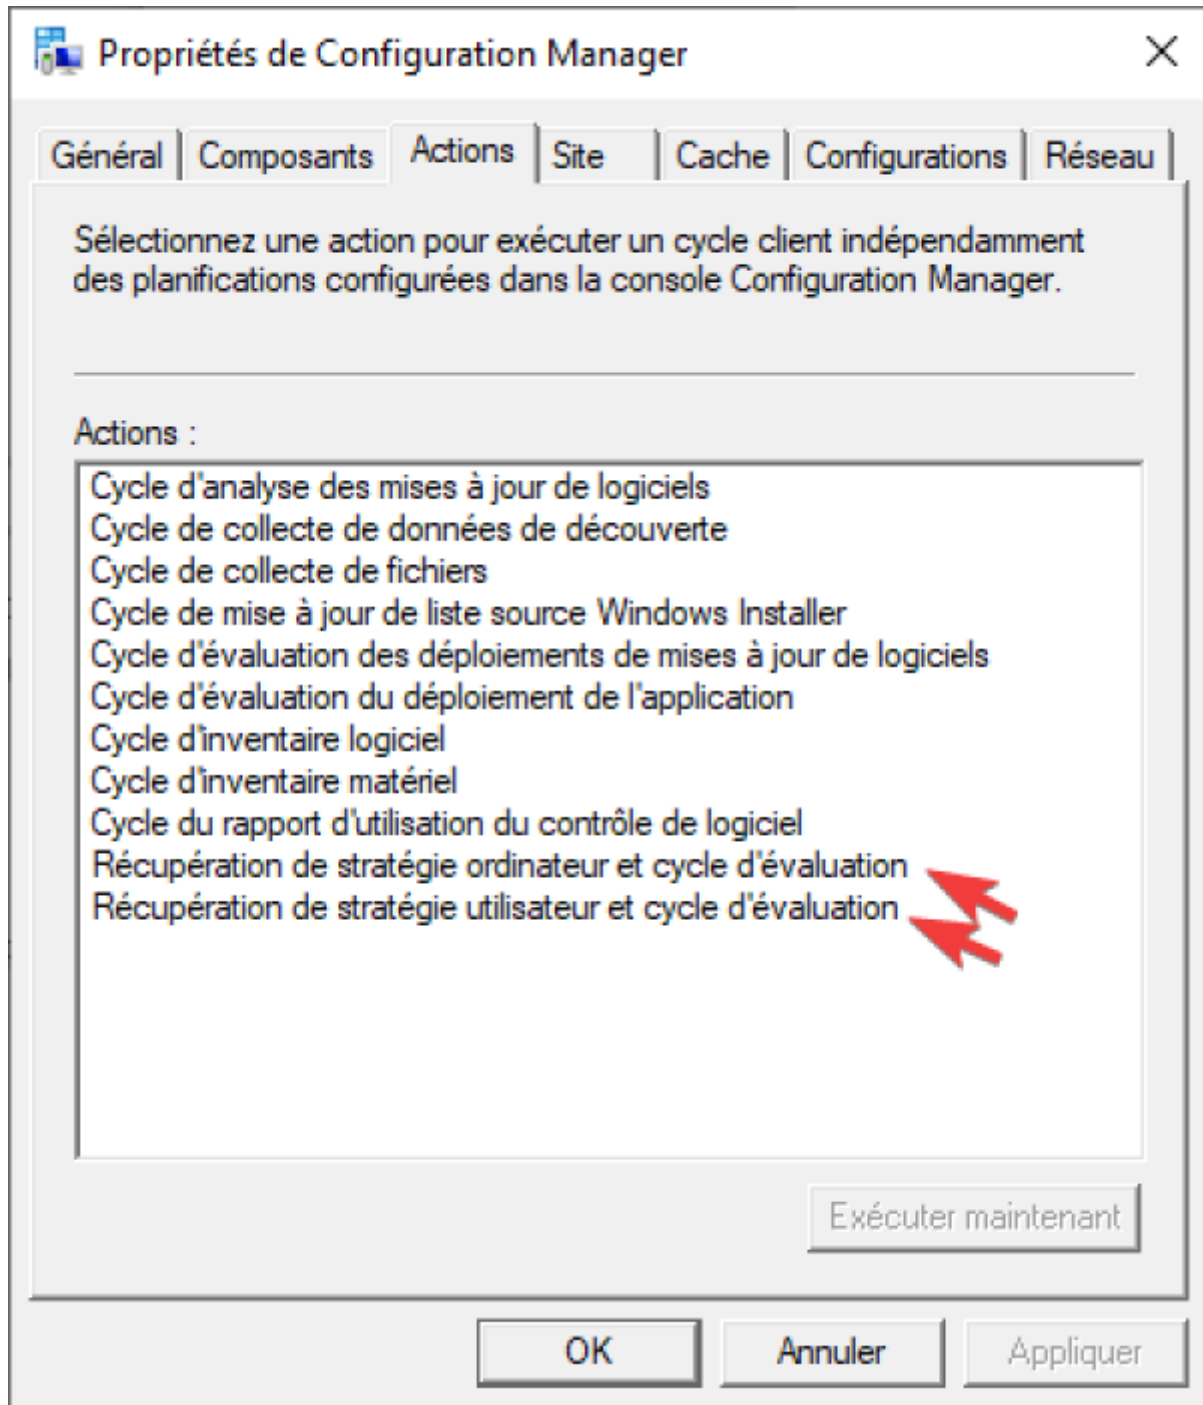 Propriétés de Configuration Manager
Général
Composants
Actions
Site
Cache
Configurations
Réseau
Sélectionnez une action pour exécuter un cycle client indépendamment
des planifications configurées dans la console Configuration Manager.
Actions :
Cycle d'analyse des mises à jour de logiciels
Cycle de collecte de données de découverte
Cycle de collecte de fichiers
Cycle de mise à jour de liste source Windows Installer
Cycle d'évaluation des déploiements de mises à jour de logiciels
Cycle d'évaluation du déploiement de l'application
Cycle d'inventaire logiciel
Cycle d'inventaire matériel
Cycle du rapport d'utilisation du contrôle de logiciel
Récupération de stratégie ordinateur et cycle d'évaluation
Récupération de stratégie utilisateur et cycle d'évaluation
Exécuter maintenant
OK
Annuler
Appliquer